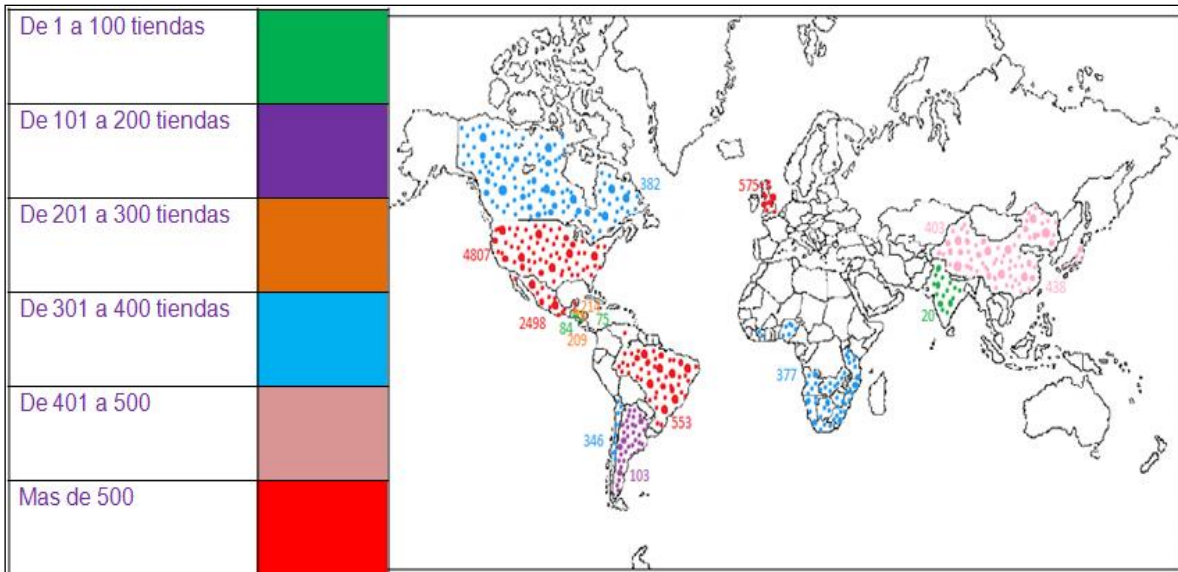 De 1 a 100 tiendas
De 101 a 200 tiendas
De 201 a 300 tiendas
De 301 a 400 tiendas
De 401 a 500
Mas de 500
382
575
403
4807
438
2498
84
75
20
209
377
346
553
103